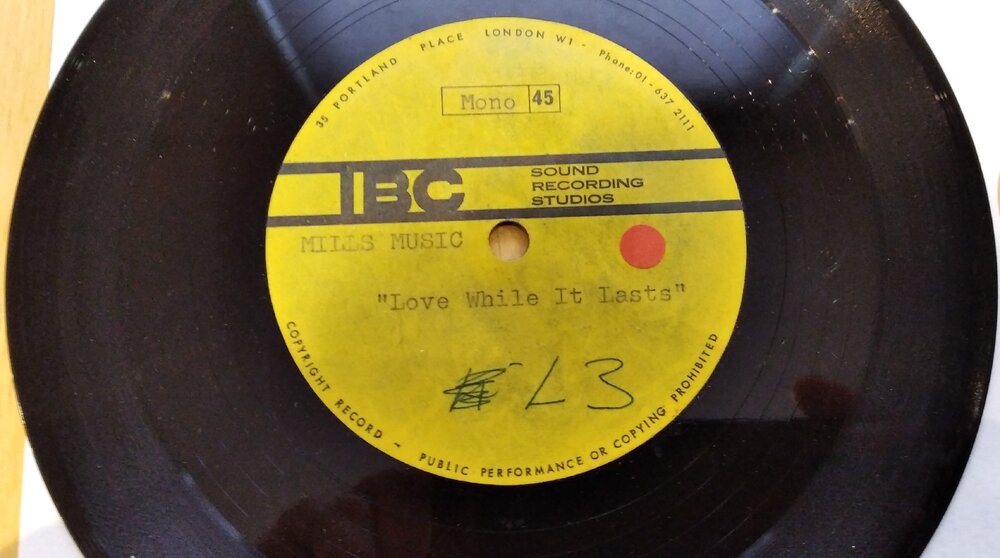 35 PORTLAND PLACE LONDON W1 - Phone: 01 - 637 2111
Mono 45
IBC
SOUND
RECORDING
STUDIOS
MILLS MUSIC
"Love While It Lasts"
L 3
COPYRIGHT RECORD - PUBLIC PERFORMANCE OR COPYING PROHIBITED